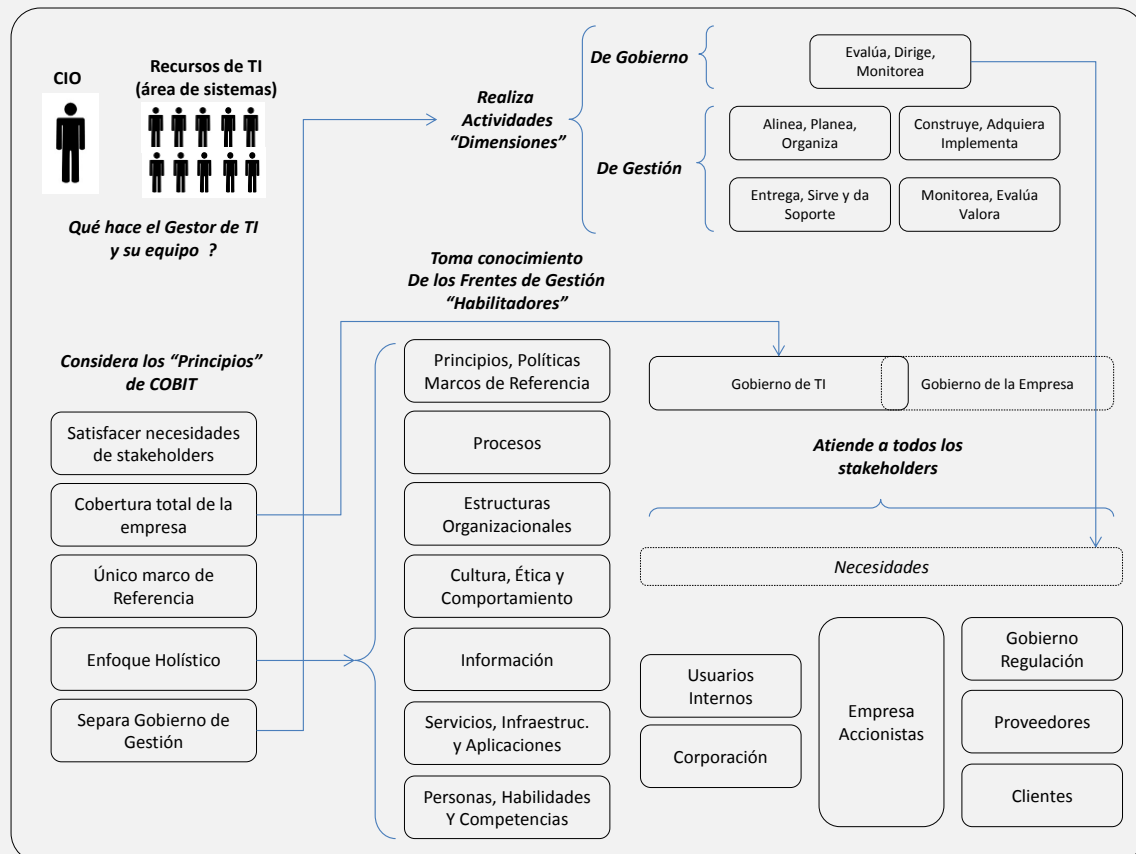 CIO
Recursos de TI
(área de sistemas)
Qué hace el Gestor de TI
y su equipo ?
Realiza
Actividades
“Dimensiones”
De Gobierno
Evalúa, Dirige,
Monitorea
De Gestión
Alinea, Planea,
Organiza
Construye, Adquiera
Implementa
Entrega, Sirve y da
Soporte
Monitorea, Evalúa
Valora
Considera los “Principios”
de COBIT
Satisfacer necesidades
de stakeholders
Cobertura total de la
empresa
Único marco de
Referencia
Enfoque Holístico
Separa Gobierno de
Gestión
Toma conocimiento
De los Frentes de Gestión
“Habilitadores”
Principios, Políticas
Marcos de Referencia
Procesos
Estructuras
Organizacionales
Cultura, Ética y
Comportamiento
Información
Servicios, Infraestruc.
y Aplicaciones
Personas, Habilidades
Y Competencias
Gobierno de TI
Gobierno de la Empresa
Atiende a todos los
stakeholders
Necesidades
Usuarios
Internos
Corporación
Empresa
Accionistas
Gobierno
Regulación
Proveedores
Clientes